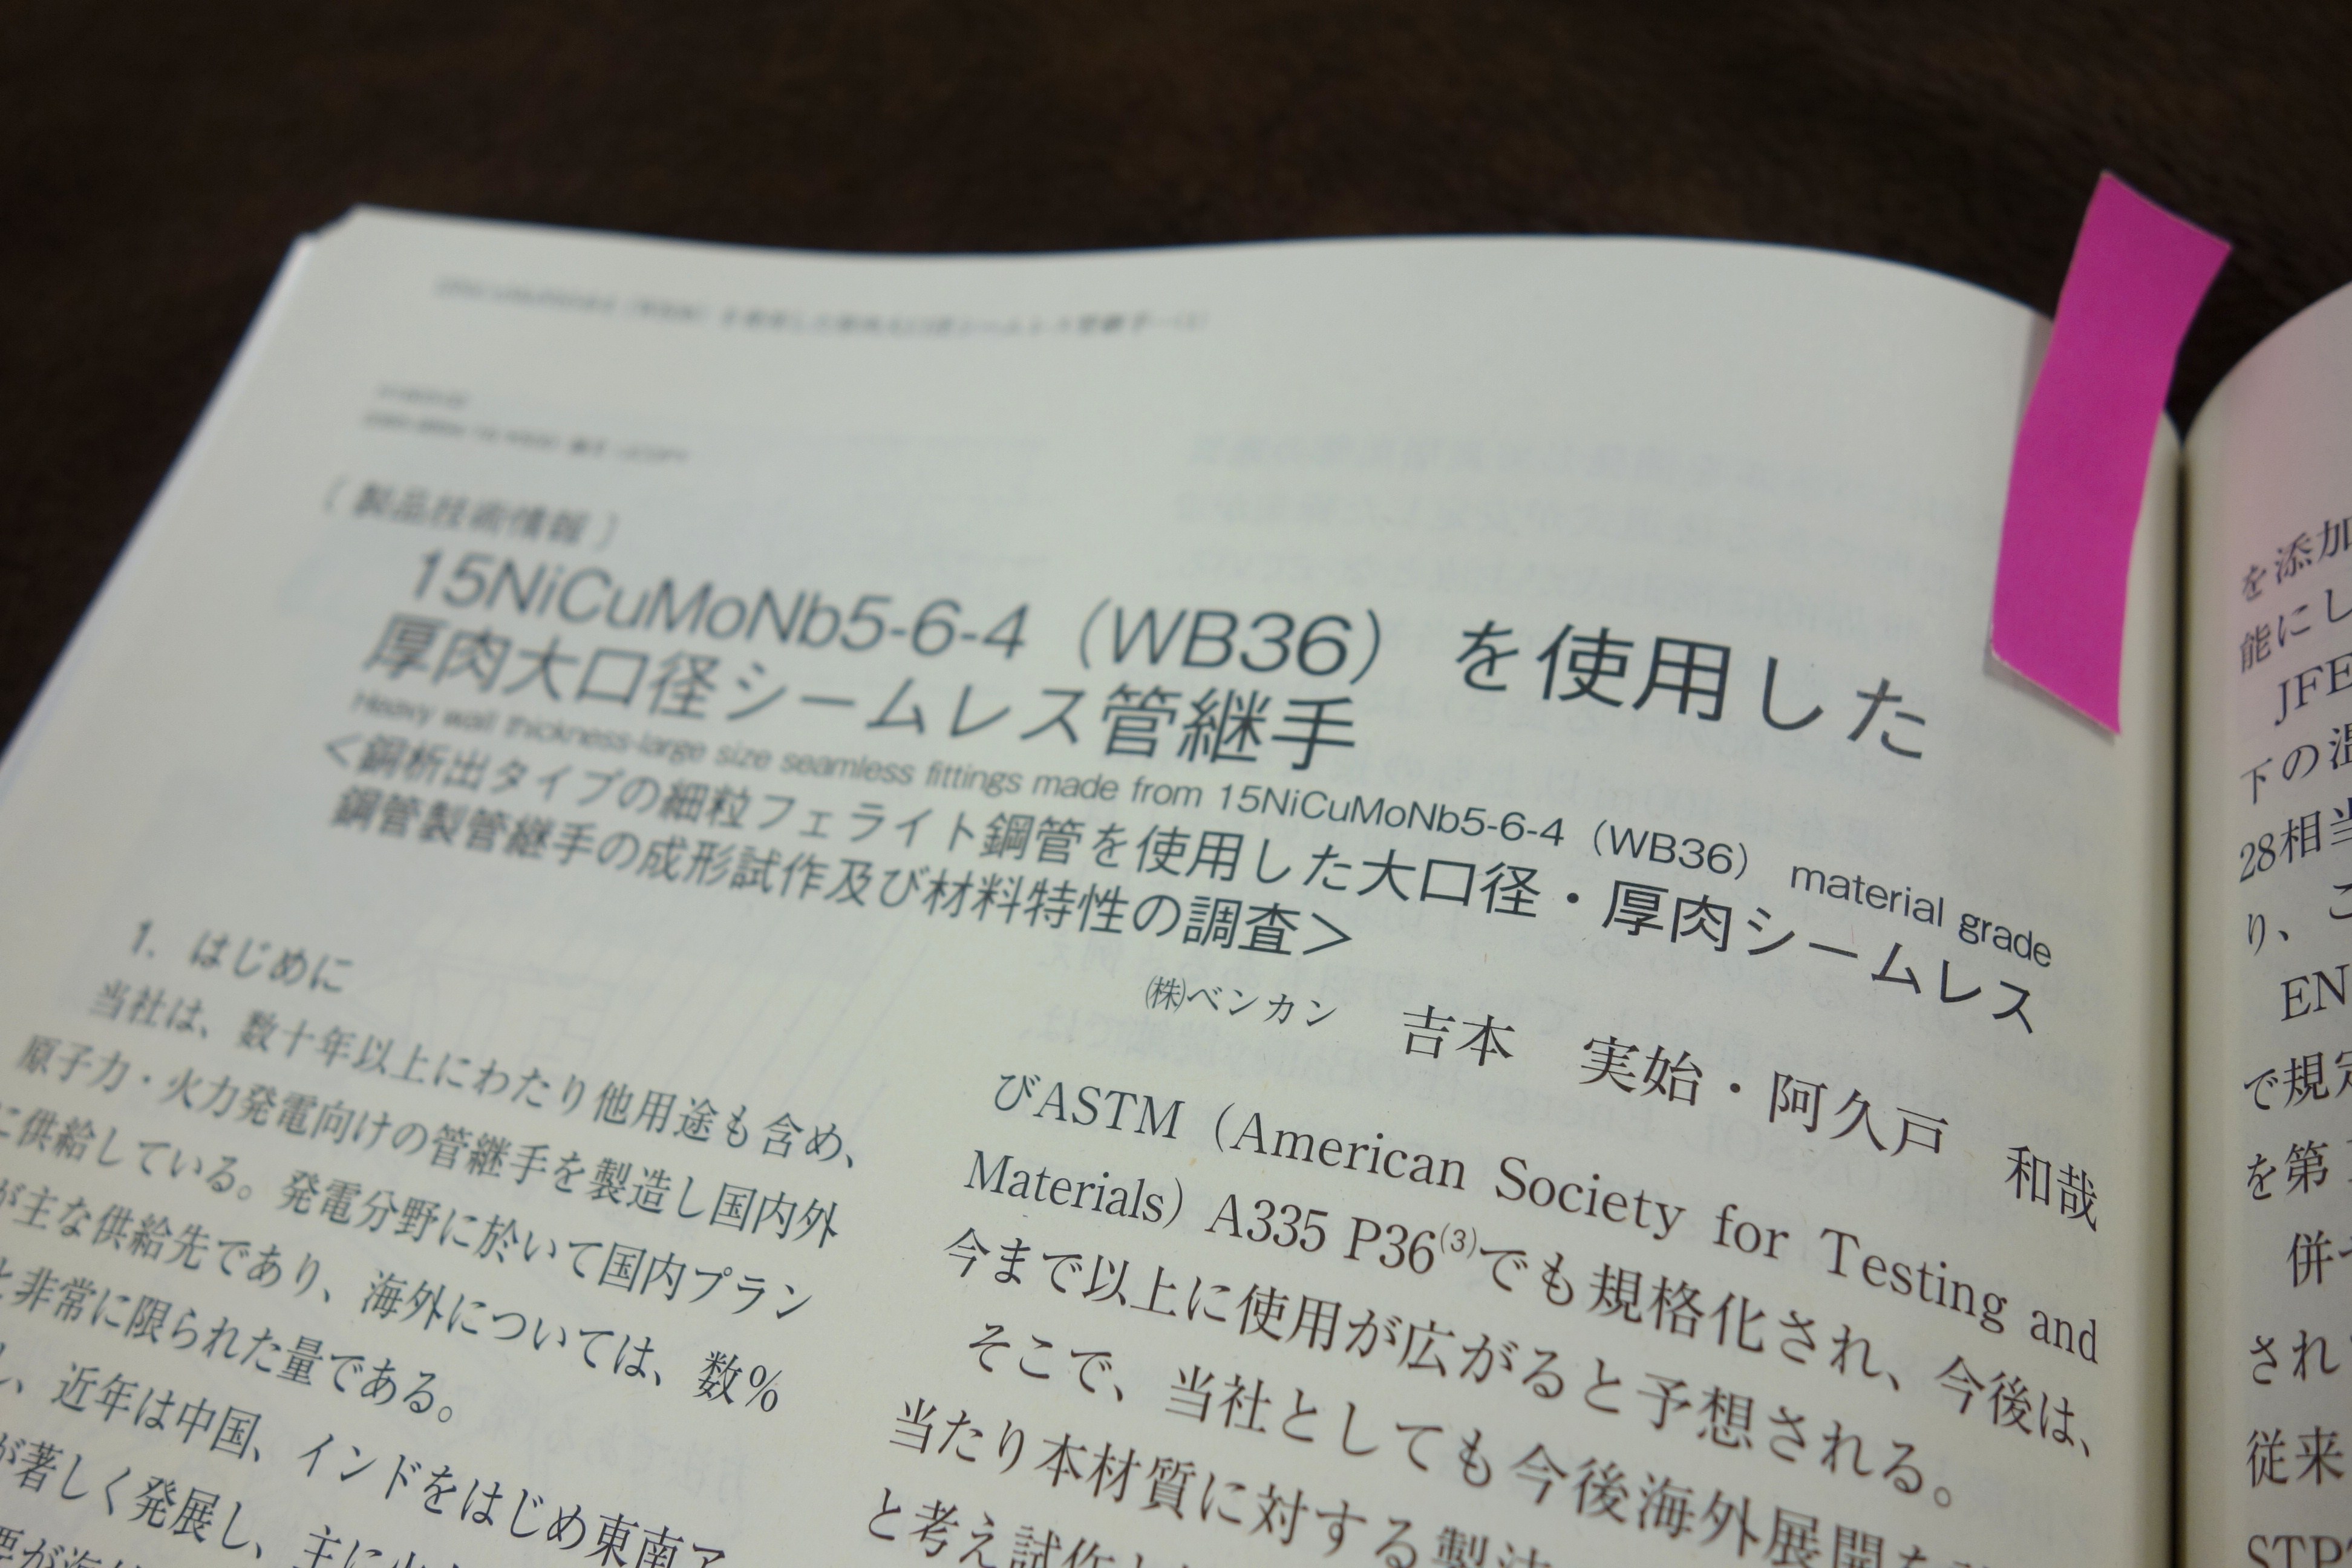 〔製品技術情報〕
15NiCuMoNb5-6-4（WB36）を使用した
厚肉大口径シームレス管継手
Heavy wall thickness-large size seamless fittings made from 15NiCuMoNb5-6-4（WB36） material grade
＜銅析出タイプの細粒フェライト鋼管を使用した大口径・厚肉シームレス
鋼管製管継手の成形試作及び材料特性の調査＞
㈱ベンカン　吉本　実始・阿久戸　和哉
1. はじめに
当社は、数十年以上にわたり他用途も含め、
原子力・火力発電向けの管継手を製造し国内外
に供給している。発電分野に於いて国内プラン
が主な供給先であり、海外については、数％
と非常に限られた量である。
、近年は中国、インドをはじめ東南ア
が著しく発展し、主に
びASTM（American Society for Testing and
Materials）A335 P36⁽³⁾でも規格化され、今後は、
今まで以上に使用が広がると予想される。
そこで、当社としても今後海外展開を
当たり本材質に対する製法
と考え試作
を添加
能にし
JFE
下の温
28相当
り、こ
EN
で規定
を第
併せ
され
従来
STP